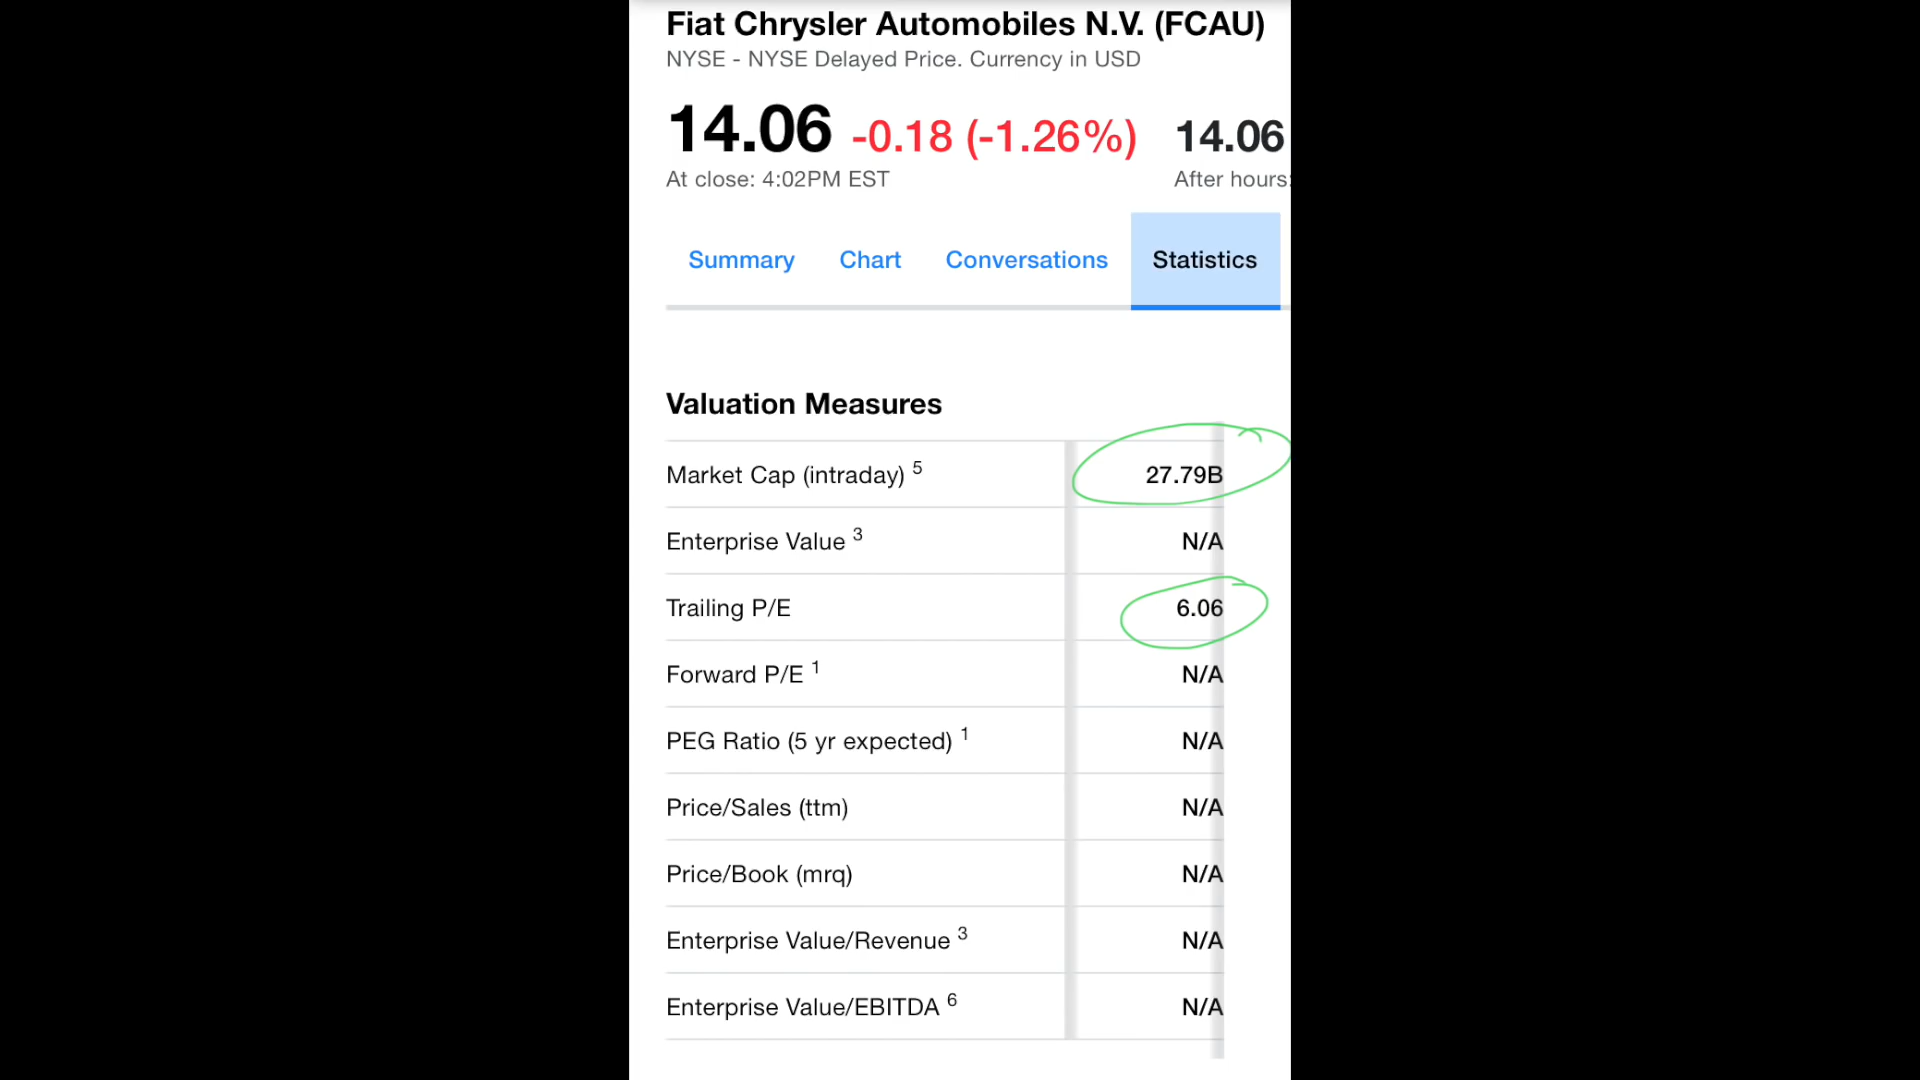 Fiat Chrysler Automobiles N.V. (FCAU)
NYSE - NYSE Delayed Price. Currency in USD
14.06 -0.18 (-1.26%) 14.06
At close: 4:02PM EST After hours:
Summary Chart Conversations Statistics
Valuation Measures
Market Cap (intraday) 5 27.79B
Enterprise Value 3 N/A
Trailing P/E 6.06
Forward P/E 1 N/A
PEG Ratio (5 yr expected) 1 N/A
Price/Sales (ttm) N/A
Price/Book (mrq) N/A
Enterprise Value/Revenue 3 N/A
Enterprise Value/EBITDA 6 N/A